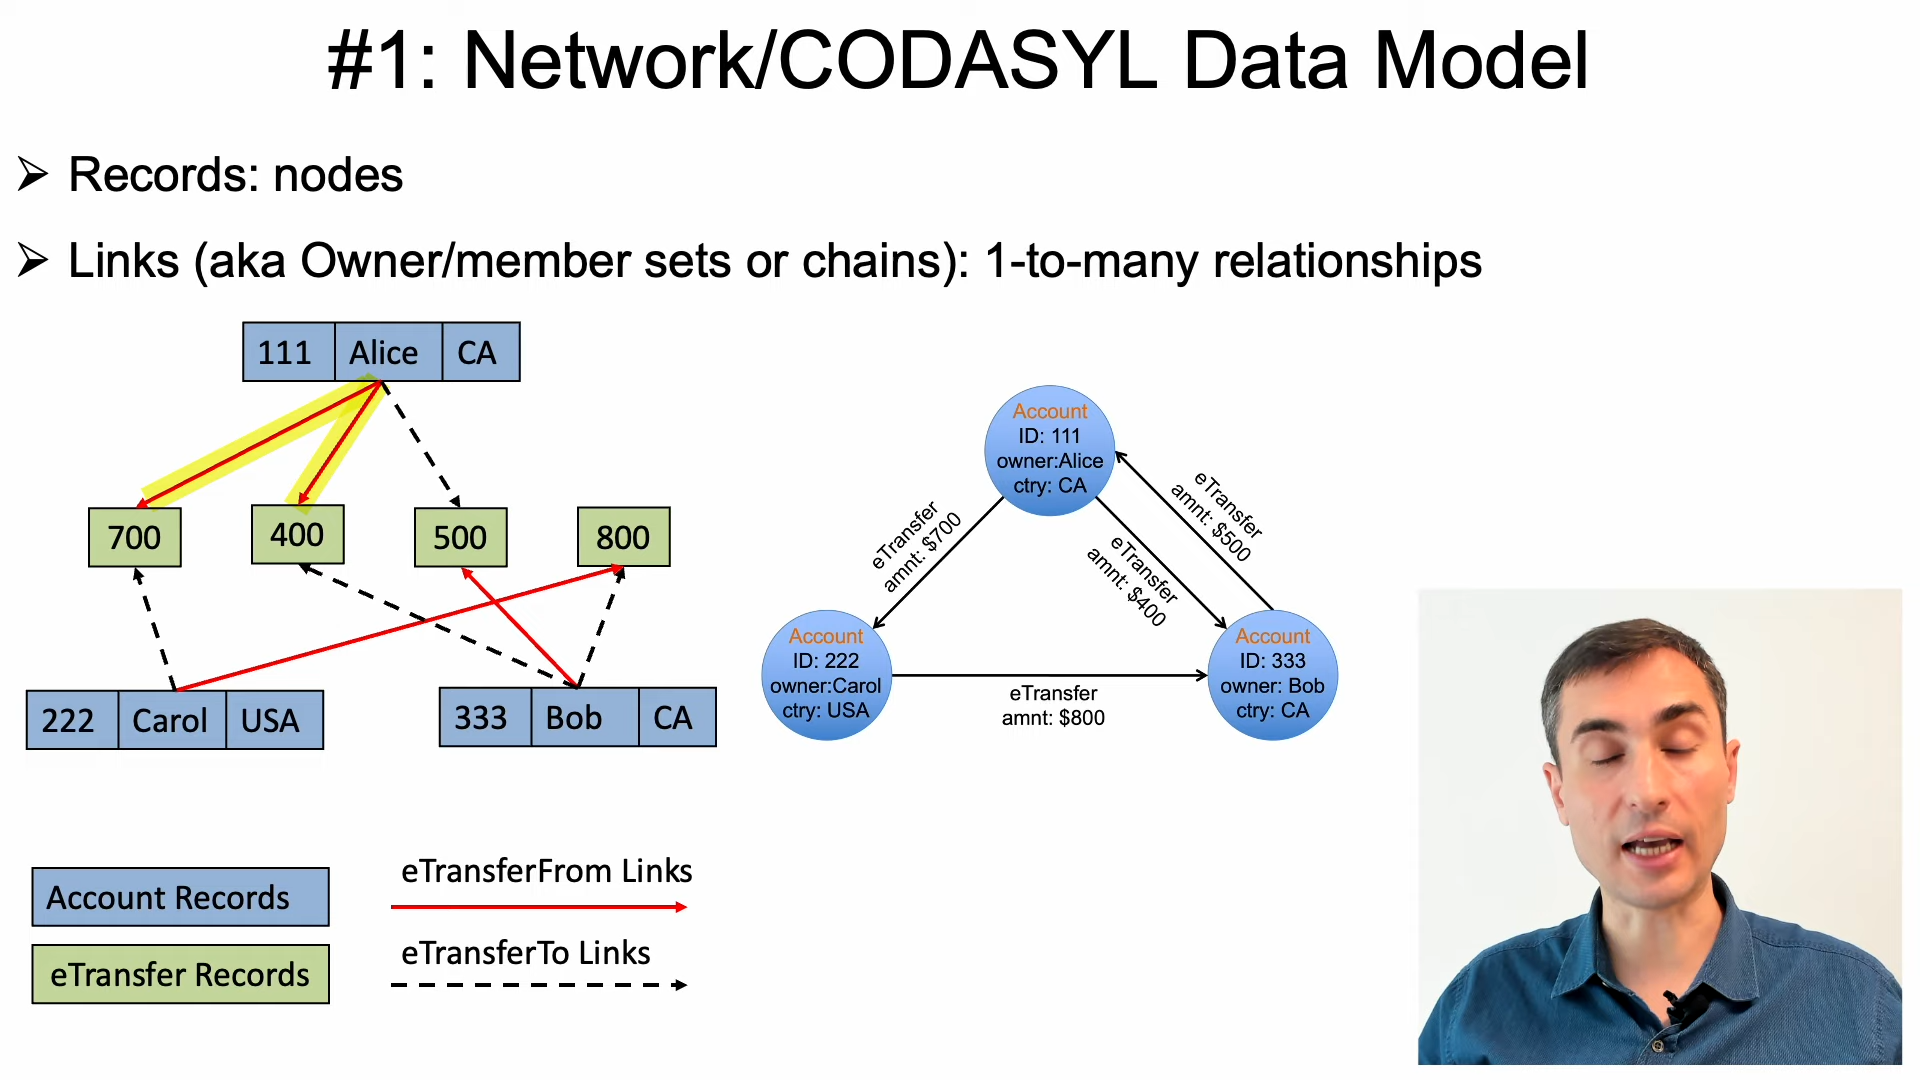 #1: Network/CODASYL Data Model
Records: nodes
Links (aka Owner/member sets or chains): 1-to-many relationships
111 Alice CA
700 400 500 800
222 Carol USA
333 Bob CA
Account Records
eTransfer Records
eTransferFrom Links
eTransferTo Links
Account
ID: 111
owner:Alice
ctry: CA
eTransfer
amnt: $700
eTransfer
amnt: $400
eTransfer
amnt: $500
Account
ID: 222
owner:Carol
ctry: USA
eTransfer
amnt: $800
Account
ID: 333
owner: Bob
ctry: CA